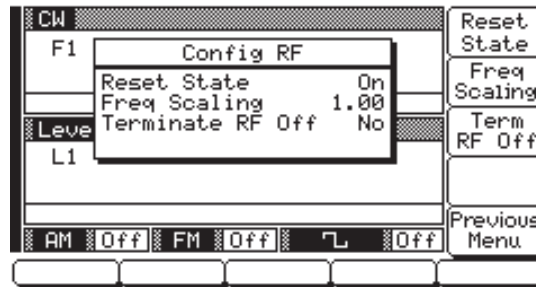 CW
F1
Config RF
Reset State On
Freq Scaling 1.00
Terminate RF Off No
Leve
L1
AM Off FM Off Off
Reset State
Freq Scaling
Term RF Off
Previous Menu